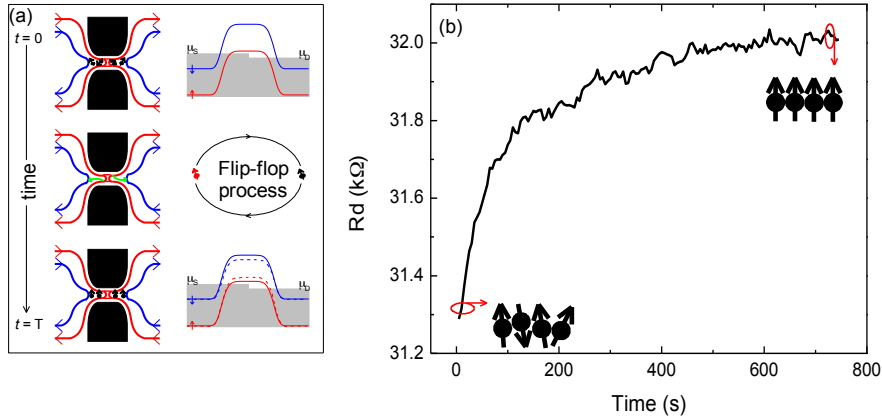 (a)
t = 0
time
t = T
μS
μD
Flip-flop
process
μS
μD
(b)
Rd (kΩ)
32.0
31.8
31.6
31.4
31.2
0
200
400
600
800
Time (s)